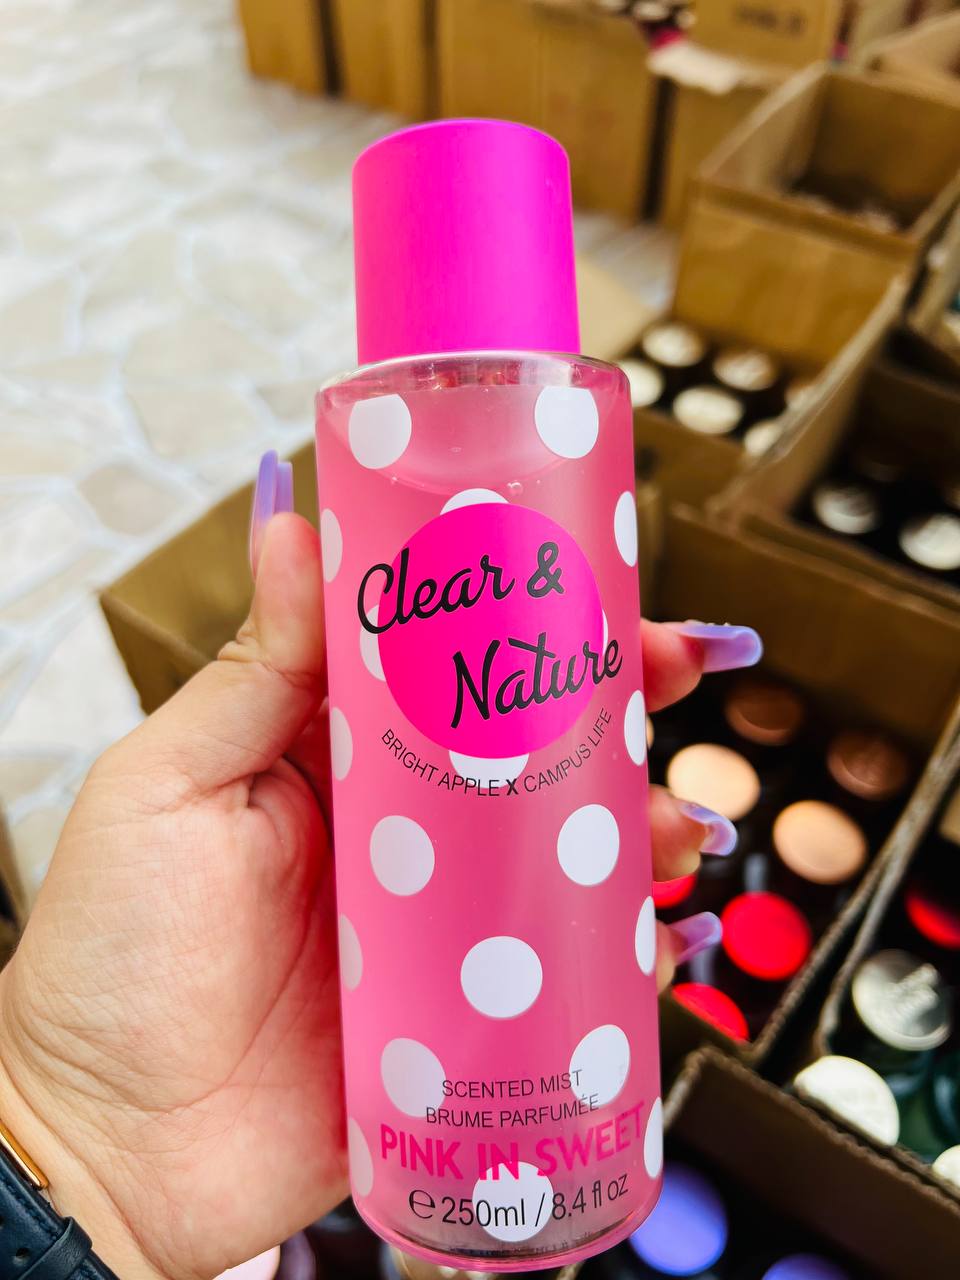 Clear &
Nature
BRIGHT APPLE X CAMPUS LIFE
SCENTED MIST
BRUME PARFUMÉE
PINK IN SWEET
℮ 250ml / 8.4 fl oz